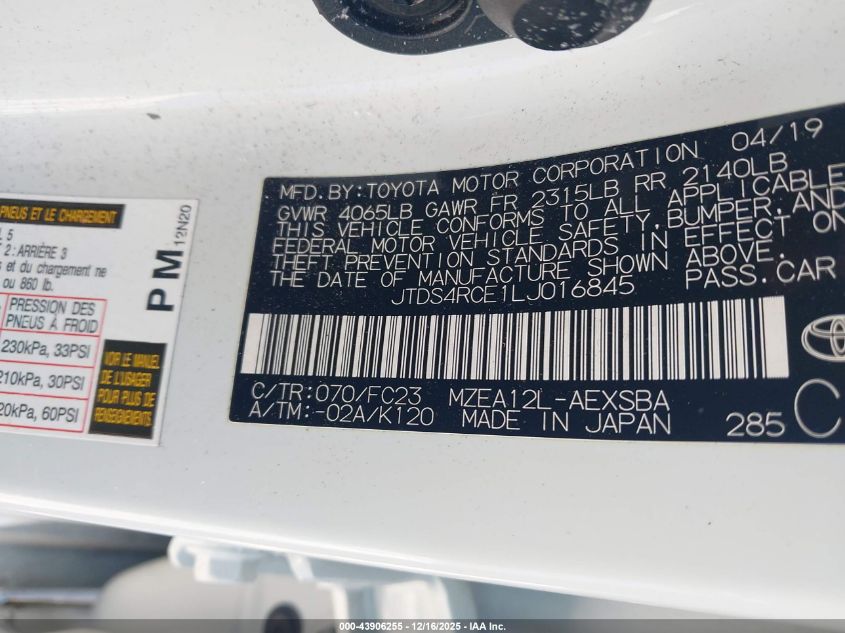 PNEUS ET LE CHARGEMENT
5
2 : ARRIÈRE 3
et du chargement ne
ou 860 lb.
PRESSION DES
PNEUS À FROID
230kPa, 33PSI
210kPa, 30PSI
20kPa, 60PSI
VOIR LE MANUEL
DE L'USAGER
POUR PLUS DE
RENSEIGNEMENTS
PM
12N20
04/19
MFD.BY:TOYOTA MOTOR CORPORATION
GVWR 4065LB GAWR FR 2315LB RR 2140LB
THIS VEHICLE CONFORMS TO ALL APPLICABLE
FEDERAL MOTOR VEHICLE SAFETY,BUMPER,AND
THEFT PREVENTION STANDARDS IN EFFECT ON
THE DATE OF MANUFACTURE SHOWN ABOVE.
JTDS4RCE1LJ016845 PASS.CAR
C/TR:070/FC23 MZEA12L-AEXSBA
A/TM:-02A/K120 MADE IN JAPAN 285 C
000-43906255 - 12/16/2025 - IAA, Inc.